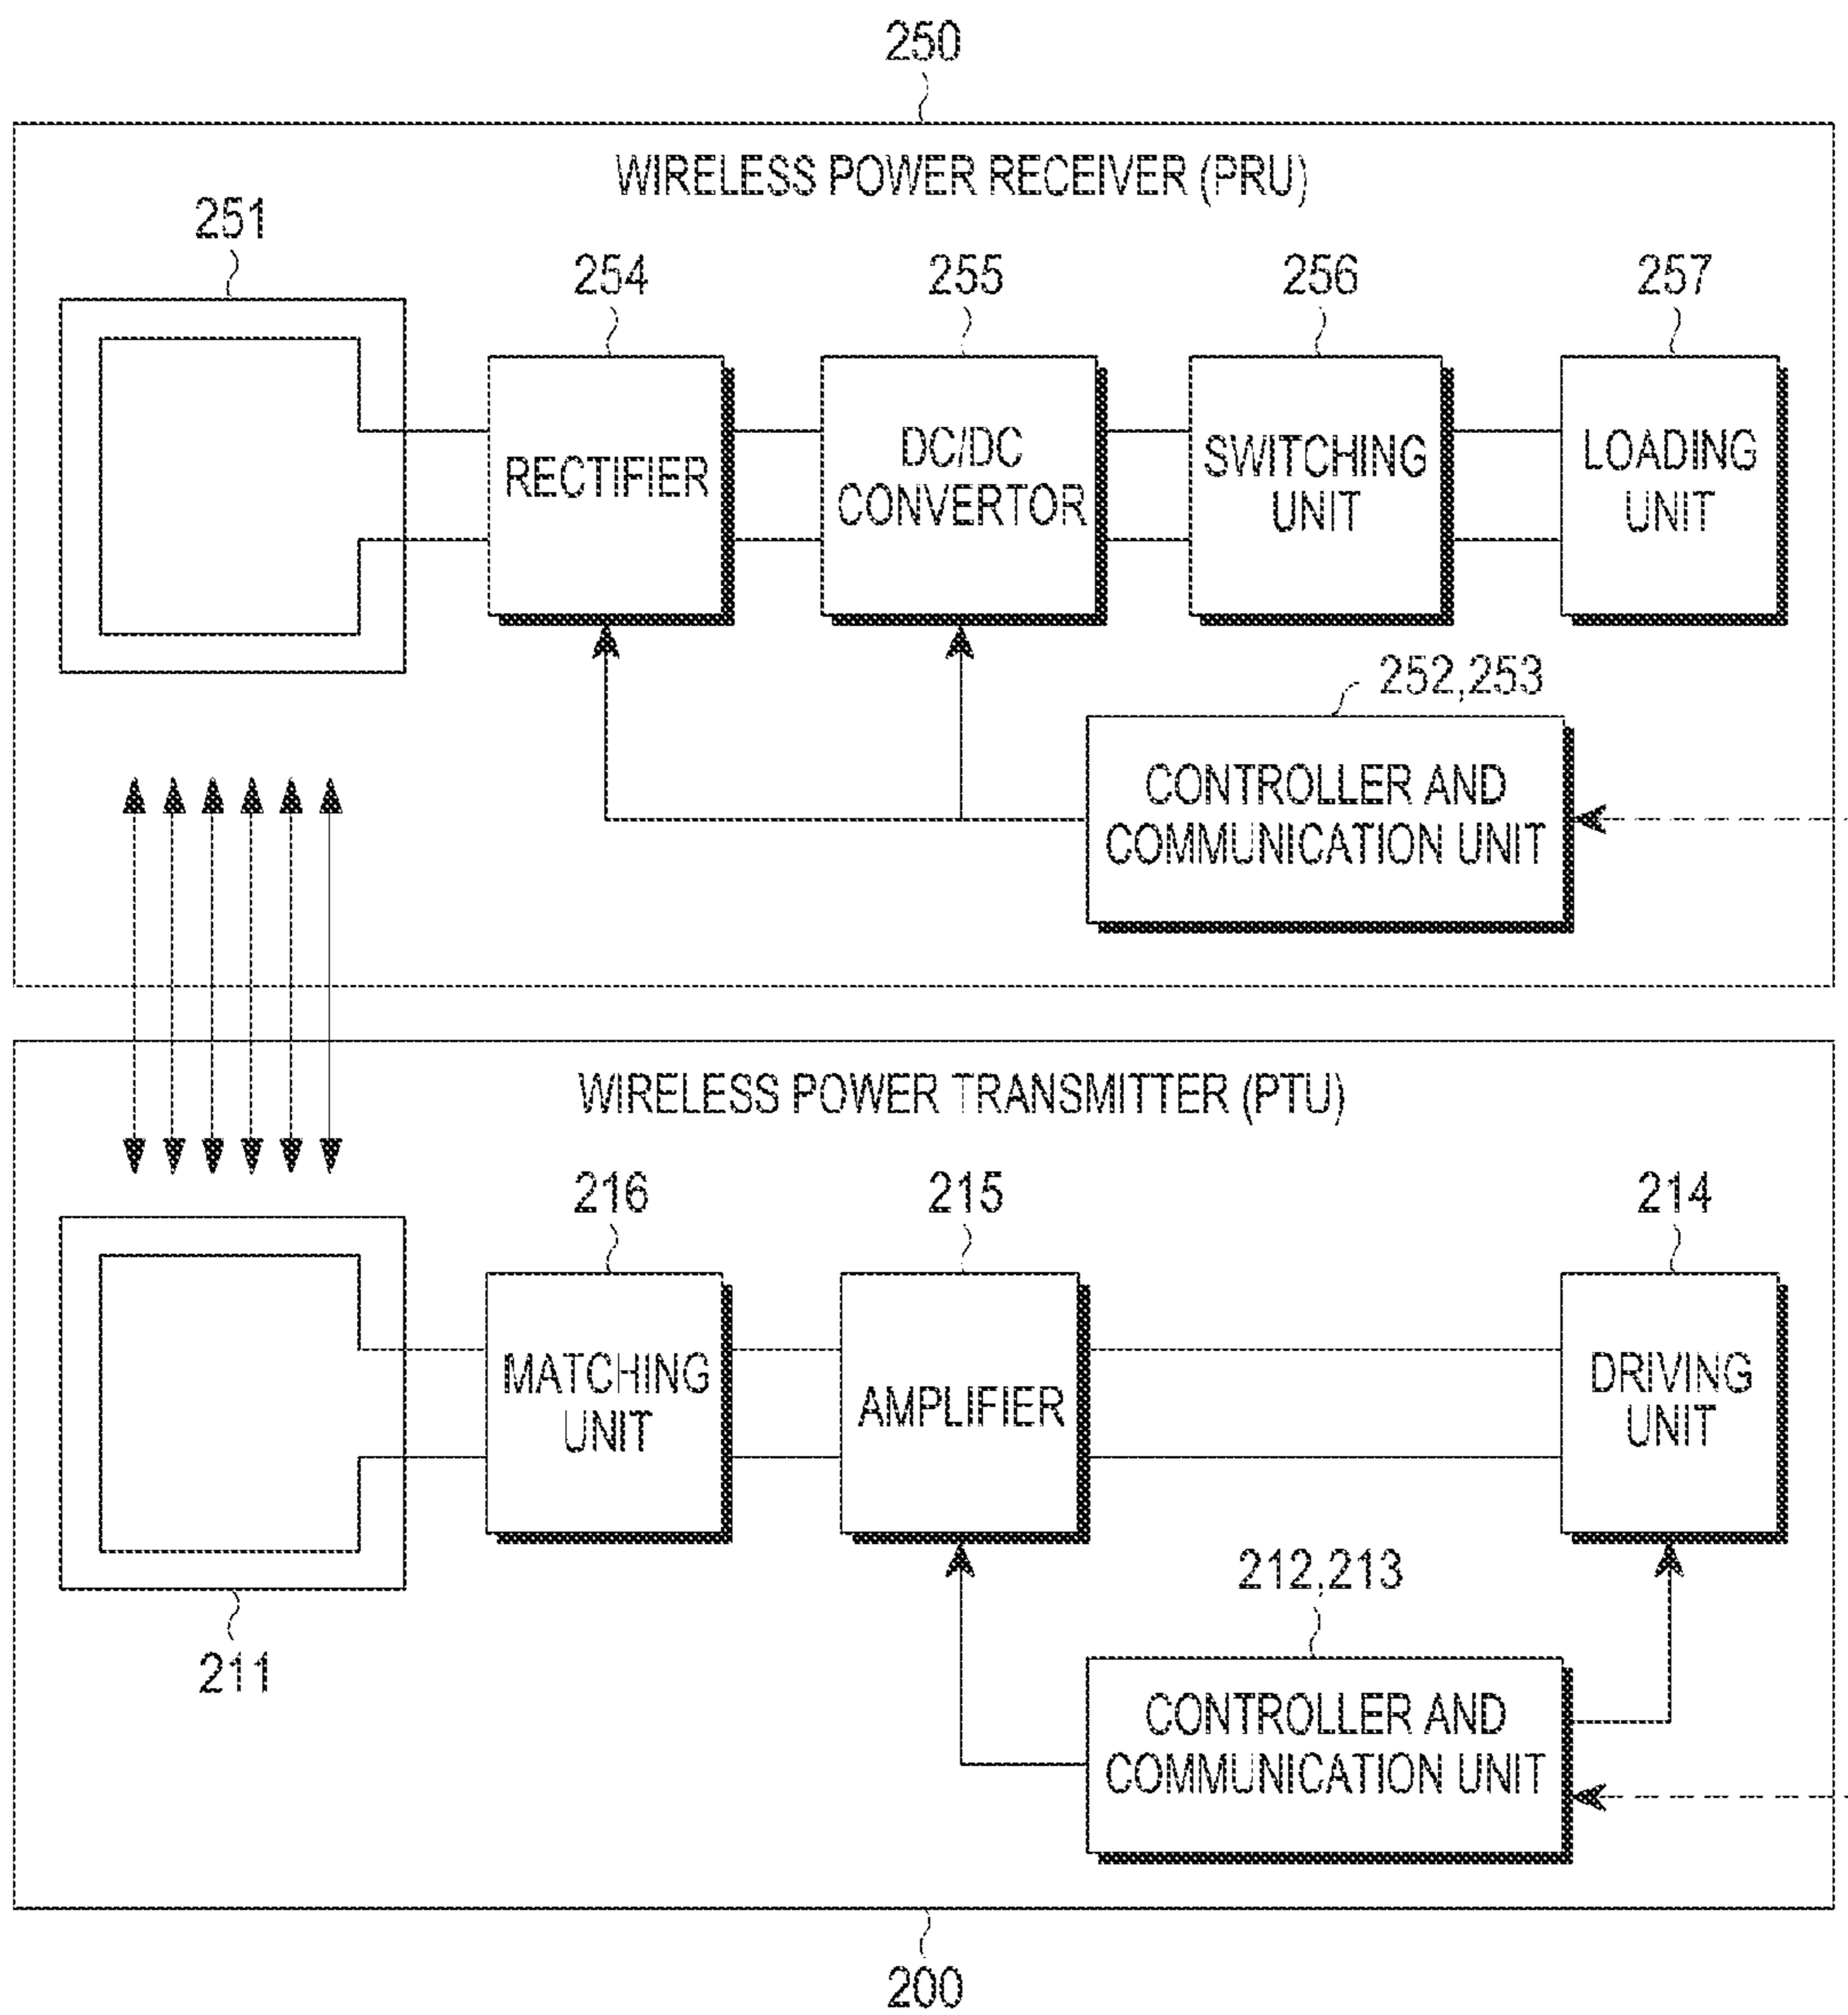 250
WIRELESS POWER RECEIVER (PRU)
251
254
255
256
257
RECTIFIER
DC/DC
CONVERTOR
SWITCHING
UNIT
LOADING
UNIT
252,253
CONTROLLER AND
COMMUNICATION UNIT
WIRELESS POWER TRANSMITTER (PTU)
216
215
214
MATCHING
UNIT
AMPLIFIER
DRIVING
UNIT
212,213
211
CONTROLLER AND
COMMUNICATION UNIT
200